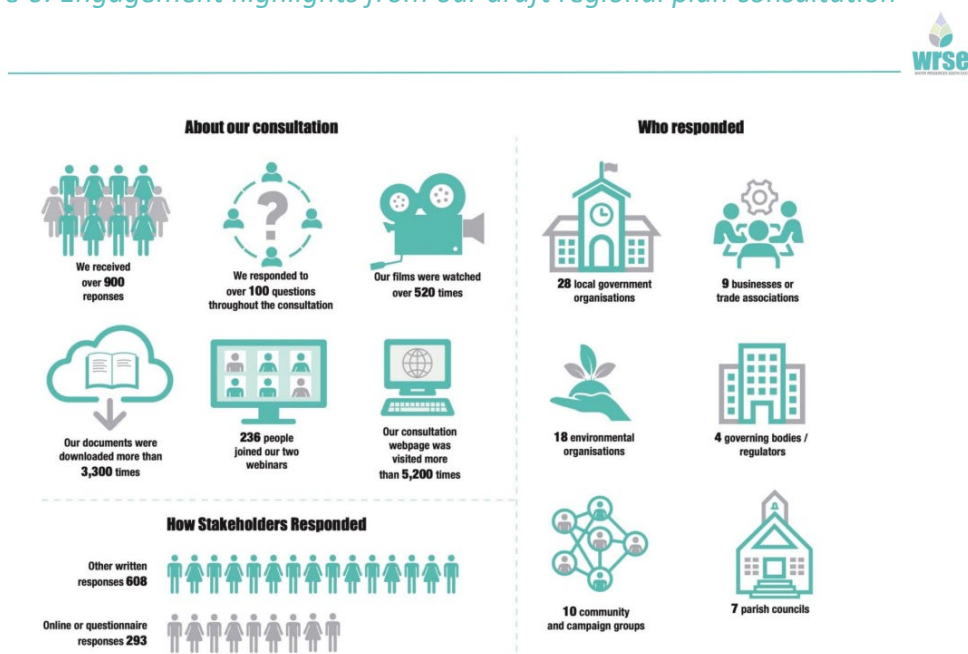 Engagement highlights from our draft regional plan consultation
wrse
WATER RESOURCES SOUTH EAST
About our consultation
We received
over 900
reponses
We responded to
over 100 questions
throughout the consultation
Our films were watched
over 520 times
Our documents were
downloaded more than
3,300 times
236 people
joined our two
webinars
Our consultation
webpage was
visited more
than 5,200 times
How Stakeholders Responded
Other written
responses 608
Online or questionnaire
responses 293
Who responded
28 local government
organisations
9 businesses or
trade associations
18 environmental
organisations
4 governing bodies /
regulators
10 community
and campaign groups
7 parish councils